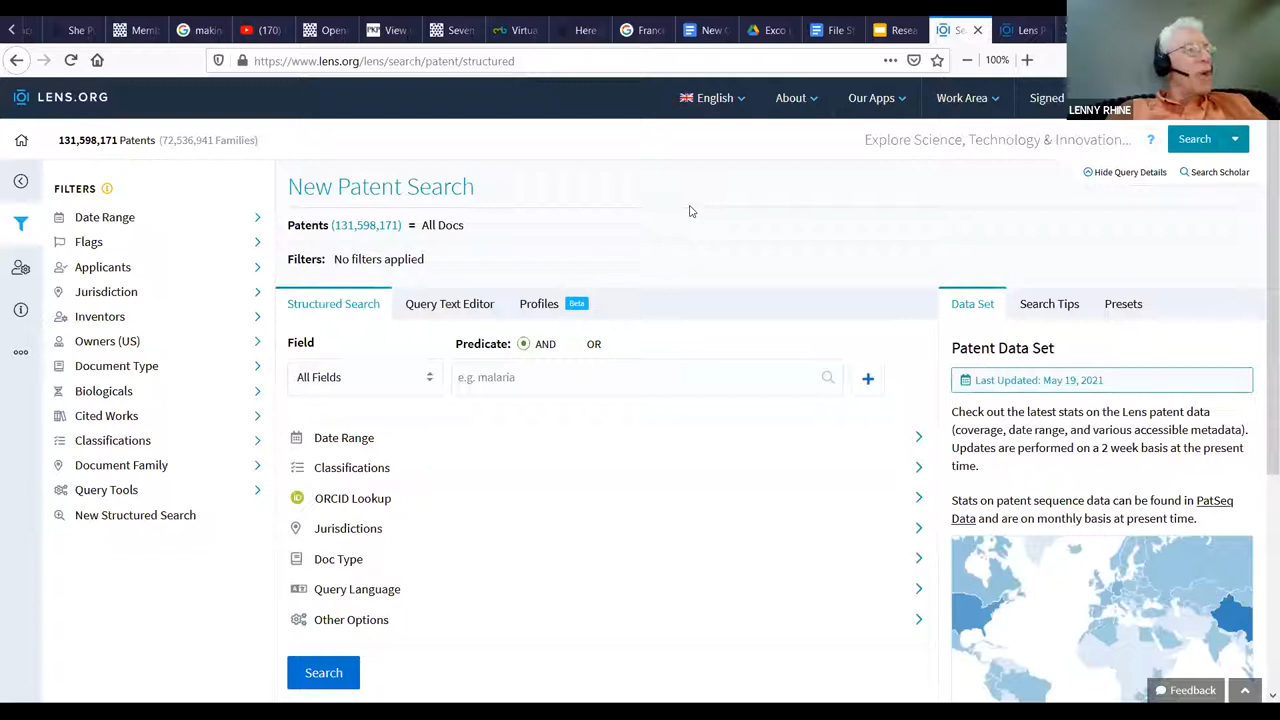 She P
Memb
makin
(170)
Open
PKF View
Seven
Virtua
Here
Franc
New C
Exco
File S
Resea
Se
Lens P
https://www.lens.org/lens/search/patent/structured
100%
LENS.ORG
English
About
Our Apps
Work Area
Signed
LENNY RHINE
131,598,171 Patents (72,536,941 Families)
Explore Science, Technology & Innovation...
?
Search
Hide Query Details
Search Scholar
FILTERS
Date Range
Flags
Applicants
Jurisdiction
Inventors
Owners (US)
Document Type
Biologicals
Cited Works
Classifications
Document Family
Query Tools
New Structured Search
New Patent Search
Patents (131,598,171) = All Docs
Filters: No filters applied
Structured Search
Query Text Editor
Profiles Beta
Field
Predicate: AND OR
All Fields
e.g. malaria
Date Range
Classifications
iD ORCID Lookup
Jurisdictions
Doc Type
Query Language
Other Options
Search
Data Set
Search Tips
Presets
Patent Data Set
Last Updated: May 19, 2021
Check out the latest stats on the Lens patent data
(coverage, date range, and various accessible metadata).
Updates are performed on a 2 week basis at the present
time.
Stats on patent sequence data can be found in PatSeq
Data and are on monthly basis at present time.
Feedback